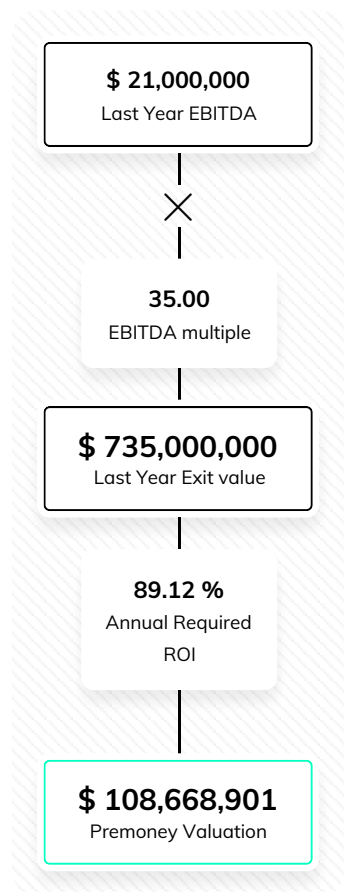 $ 21,000,000
Last Year EBITDA
35.00
EBITDA multiple
$ 735,000,000
Last Year Exit value
89.12 %
Annual Required
ROI
$ 108,668,901
Premoney Valuation